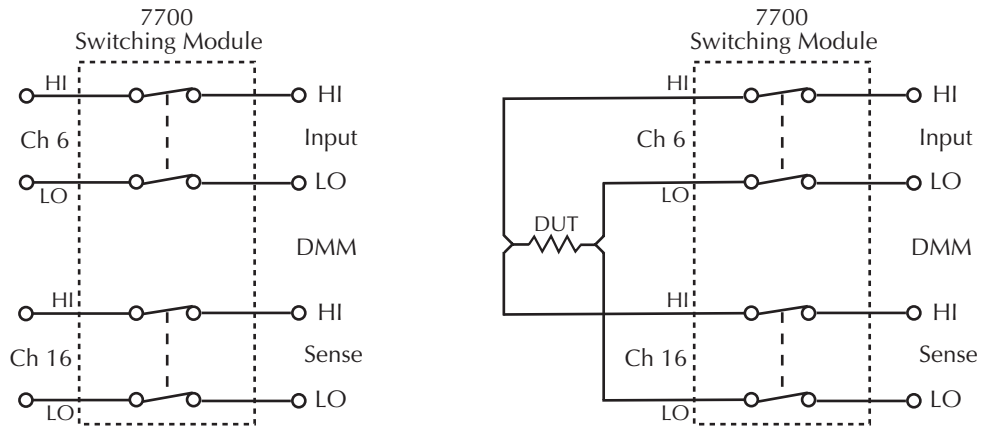 7700
Switching Module
HI
HI
Ch 6
Input
LO
LO
DMM
HI
HI
Ch 16
Sense
LO
LO
7700
Switching Module
HI
HI
Ch 6
Input
LO
LO
DUT
DMM
HI
HI
Ch 16
Sense
LO
LO